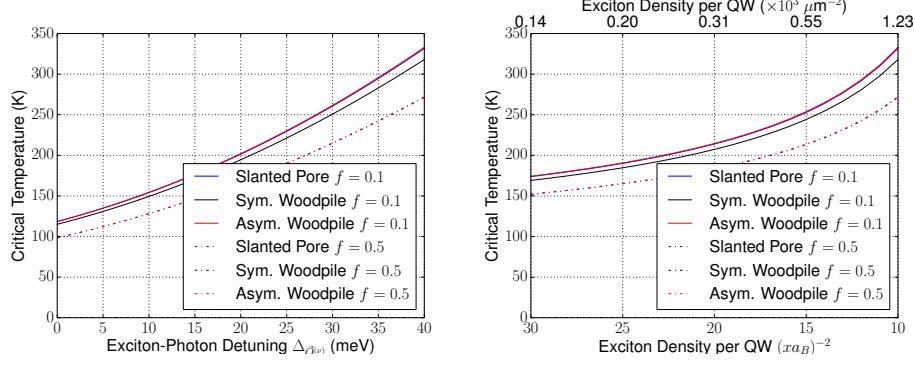 Exciton Density per QW (×10³ μm⁻²)
0.14 0.20 0.31 0.55 1.23
350
300
250
200
150
100
50
0
Critical Temperature (K)
Slanted Pore f = 0.1
Sym. Woodpile f = 0.1
Asym. Woodpile f = 0.1
Slanted Pore f = 0.5
Sym. Woodpile f = 0.5
Asym. Woodpile f = 0.5
0 5 10 15 20 25 30 35 40
Exciton-Photon Detuning Δ (meV)
350
300
250
200
150
100
50
0
Critical Temperature (K)
Slanted Pore f = 0.1
Sym. Woodpile f = 0.1
Asym. Woodpile f = 0.1
Slanted Pore f = 0.5
Sym. Woodpile f = 0.5
Asym. Woodpile f = 0.5
30 25 20 15 10
Exciton Density per QW (xa_B)⁻²